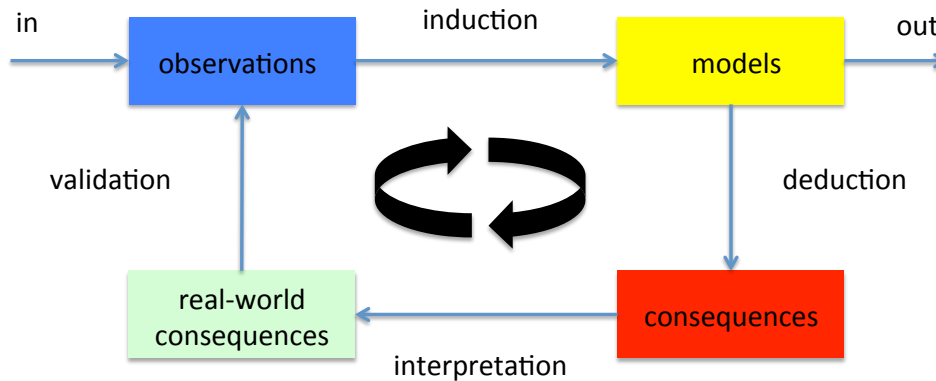 in
induction
out
observations
models
validation
deduction
real-world
consequences
consequences
interpretation